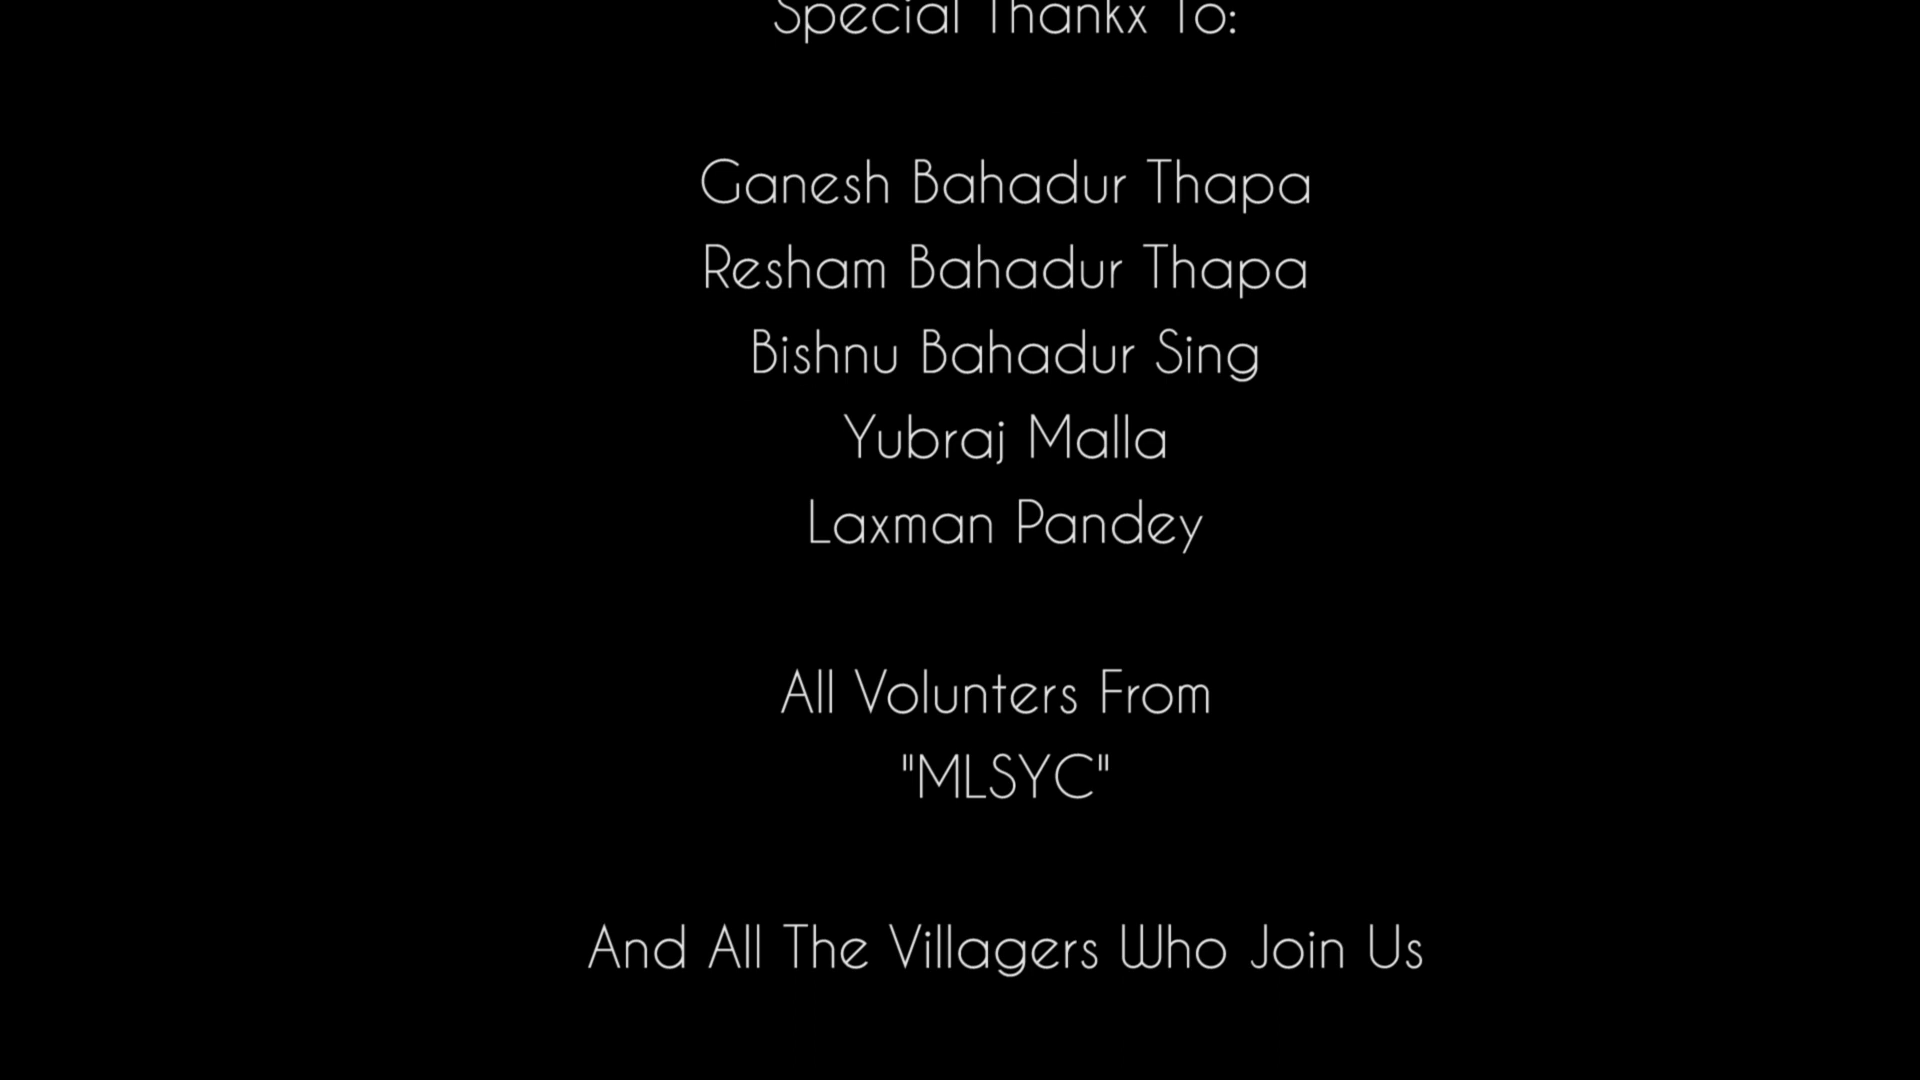 Special Thankx To:
Ganesh Bahadur Thapa
Resham Bahadur Thapa
Bishnu Bahadur Sing
Yubraj Malla
Laxman Pandey
All Volunters From
"MLSYC"
And All The Villagers Who Join Us